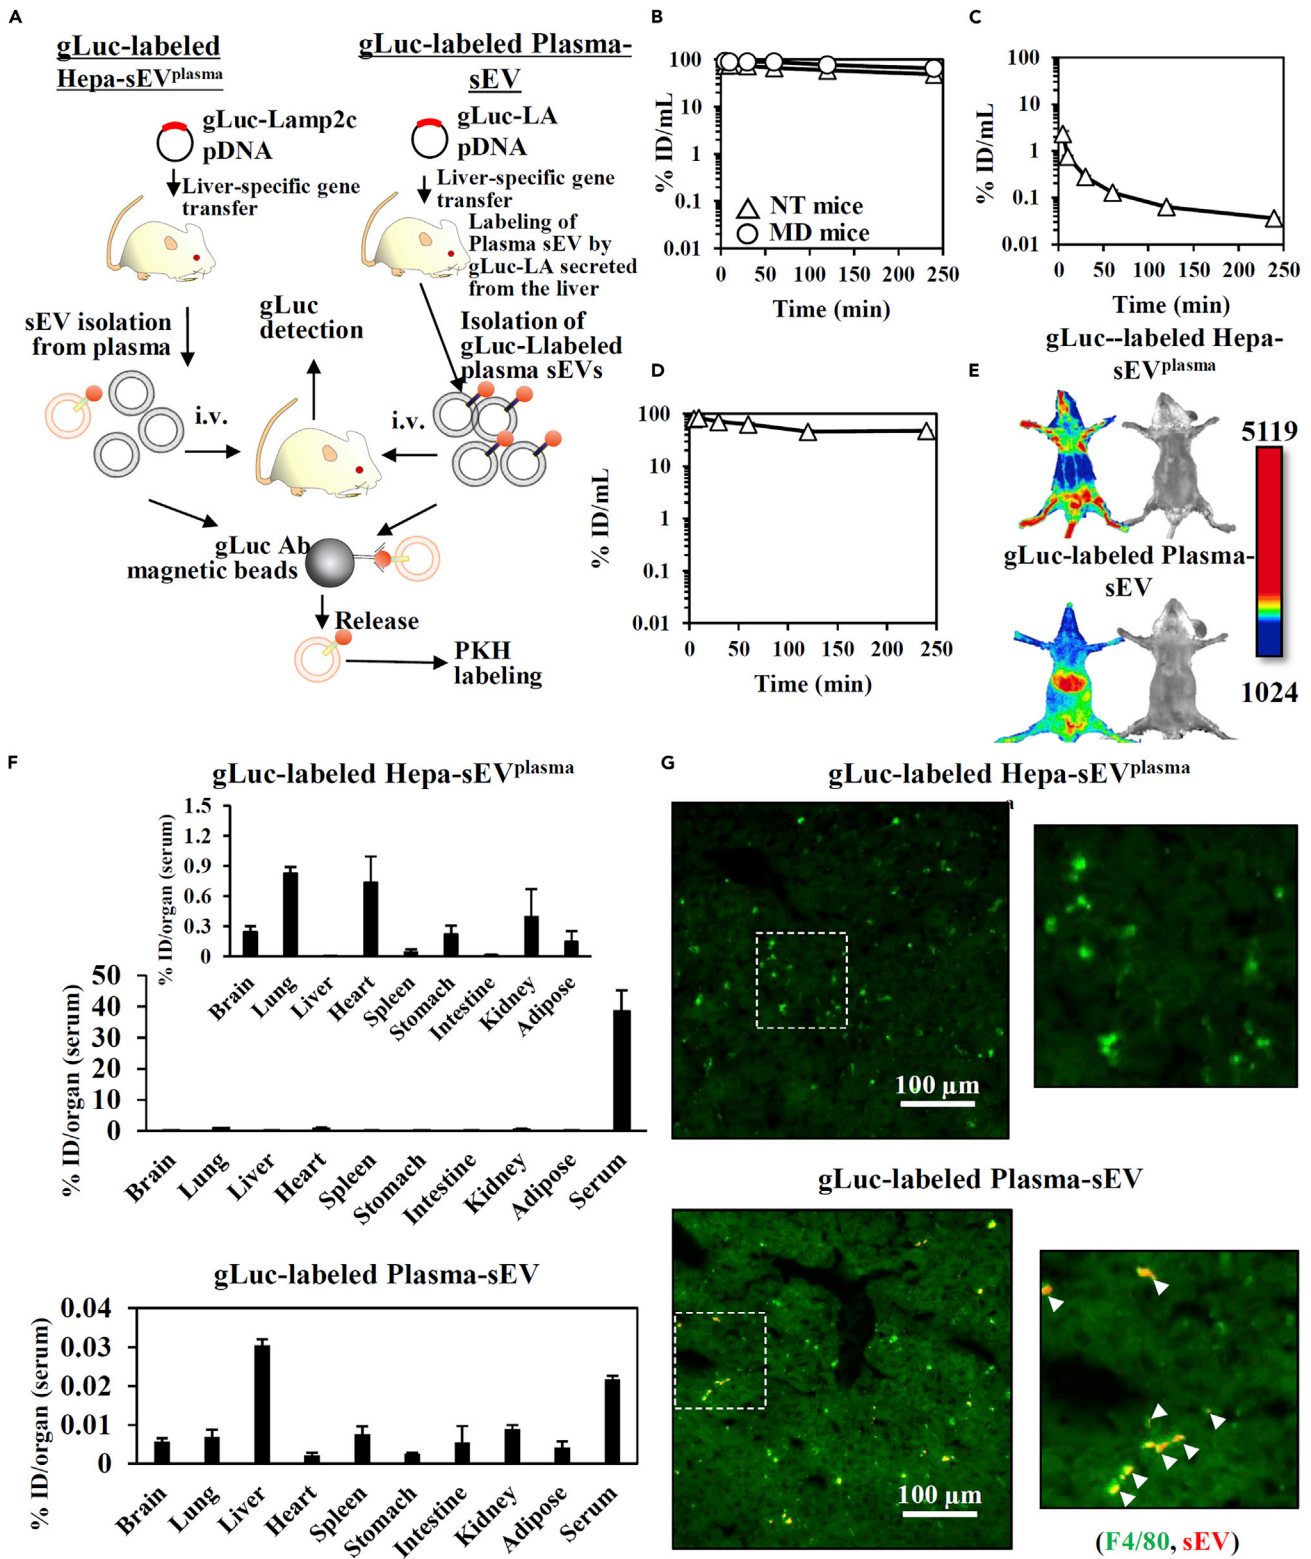 A
gLuc-labeled
Hepa-sEVplasma
gLuc-labeled Plasma-
sEV
gLuc-Lamp2c
pDNA
gLuc-LA
pDNA
Liver-specific gene
transfer
Liver-specific gene
transfer
Labeling of
Plasma sEV by
gLuc-LA secreted
from the liver
sEV isolation
from plasma
gLuc
detection
Isolation of
gLuc-Llabeled
plasma sEVs
i.v.
i.v.
gLuc Ab
magnetic beads
Release
PKH
labeling
B
% ID/mL
100
10
1
0.1
0.01
NT mice
MD mice
0 50 100 150 200 250
Time (min)
C
% ID/mL
100
10
1
0.1
0.01
0 50 100 150 200 250
Time (min)
D
% ID/mL
100
10
1
0.1
0.01
0 50 100 150 200 250
Time (min)
E
gLuc--labeled Hepa-
sEVplasma
5119
gLuc-labeled Plasma-
sEV
1024
F
gLuc-labeled Hepa-sEVplasma
% ID/organ (serum)
1.5
1.2
0.9
0.6
0.3
0
Brain Lung Liver Heart Spleen Stomach Intestine Kidney Adipose
% ID/organ (serum)
50
40
30
20
10
0
Brain Lung Liver Heart Spleen Stomach Intestine Kidney Adipose Serum
gLuc-labeled Plasma-sEV
% ID/organ (serum)
0.04
0.03
0.02
0.01
0
Brain Lung Liver Heart Spleen Stomach Intestine Kidney Adipose Serum
G
gLuc-labeled Hepa-sEVplasma
a
100 µm
gLuc-labeled Plasma-sEV
100 µm
(F4/80, sEV)